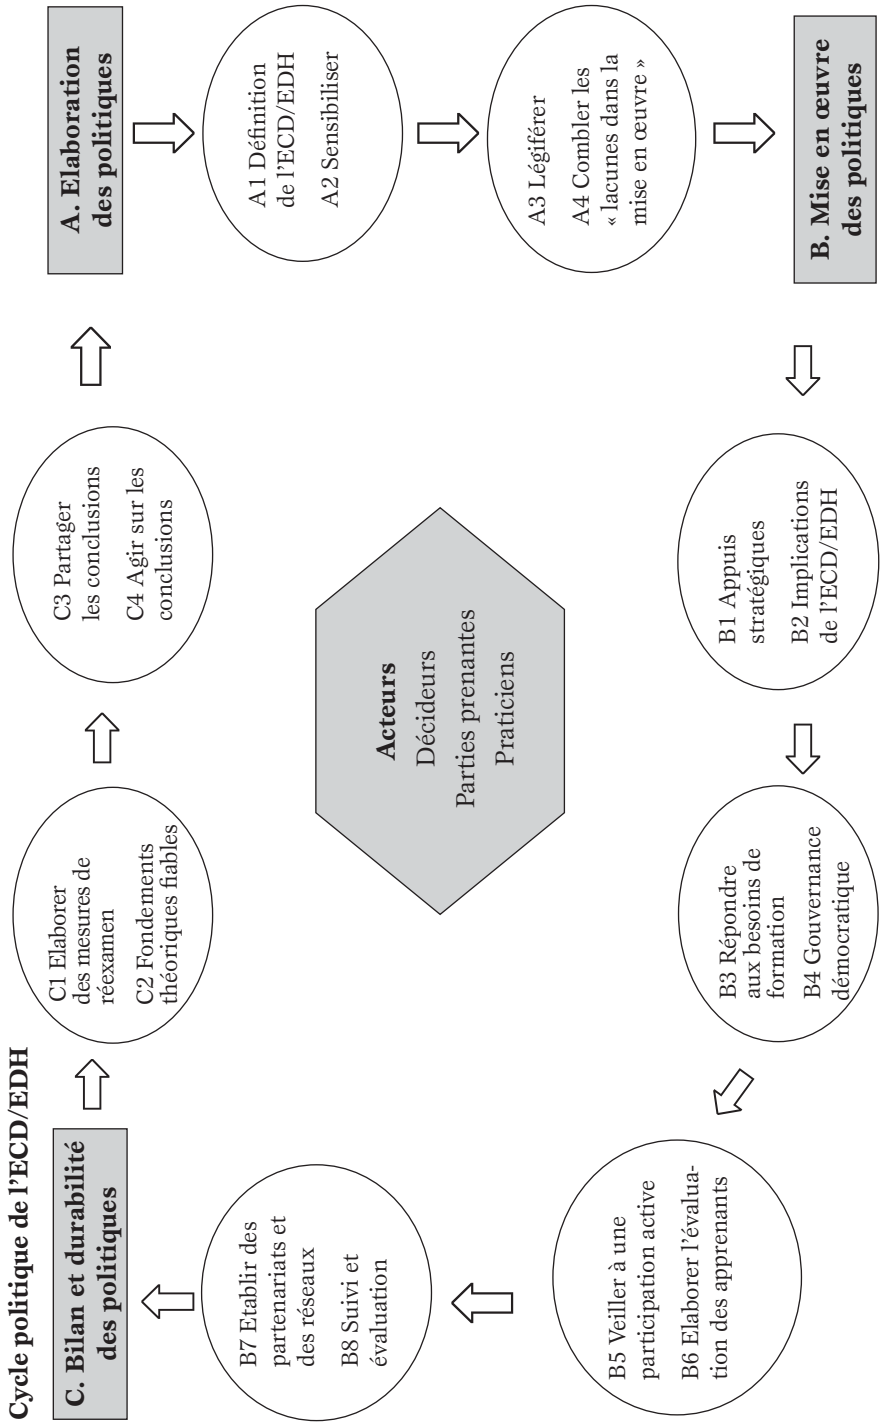 Cycle politique de l’ECD/EDH
A. Elaboration
des politiques
A1 Définition
de l’ECD/EDH
A2 Sensibiliser
A3 Légiférer
A4 Combler les
« lacunes dans la
mise en œuvre »
B. Mise en œuvre
des politiques
B1 Appuis
stratégiques
B2 Implications
de l’ECD/EDH
B3 Répondre
aux besoins de
formation
B4 Gouvernance
démocratique
B5 Veiller à une
participation active
B6 Elaborer l’évalua-
tion des apprenants
B7 Etablir des
partenariats et
des réseaux
B8 Suivi et
évaluation
C. Bilan et durabilité
des politiques
C1 Elaborer
des mesures de
réexamen
C2 Fondements
théoriques fiables
C3 Partager
les conclusions
C4 Agir sur les
conclusions
Acteurs
Décideurs
Parties prenantes
Praticiens